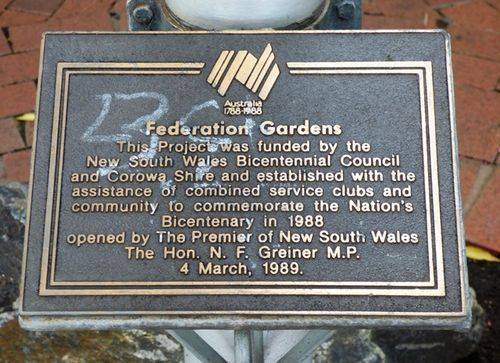 Australia
1788-1988
Federation Gardens
This Project was funded by the
New South Wales Bicentennial Council
and Corowa Shire and established with the
assistance of combined service clubs and
community to commemorate the Nation's
Bicentenary in 1988
opened by The Premier of New South Wales
The Hon. N. F. Greiner M.P.
4 March, 1989.